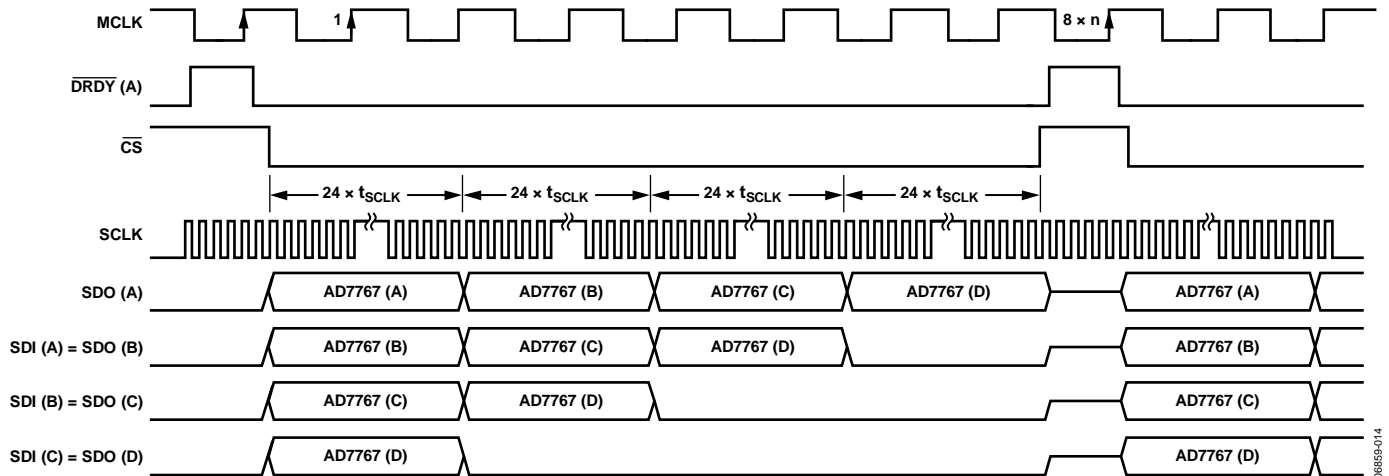 MCLK 1 8 × n
DRDY (A)
CS
24 × tSCLK 24 × tSCLK 24 × tSCLK 24 × tSCLK
SCLK
SDO (A) AD7767 (A) AD7767 (B) AD7767 (C) AD7767 (D) AD7767 (A)
SDI (A) = SDO (B) AD7767 (B) AD7767 (C) AD7767 (D) AD7767 (B)
SDI (B) = SDO (C) AD7767 (C) AD7767 (D) AD7767 (C)
SDI (C) = SDO (D) AD7767 (D) AD7767 (D)
06859-014